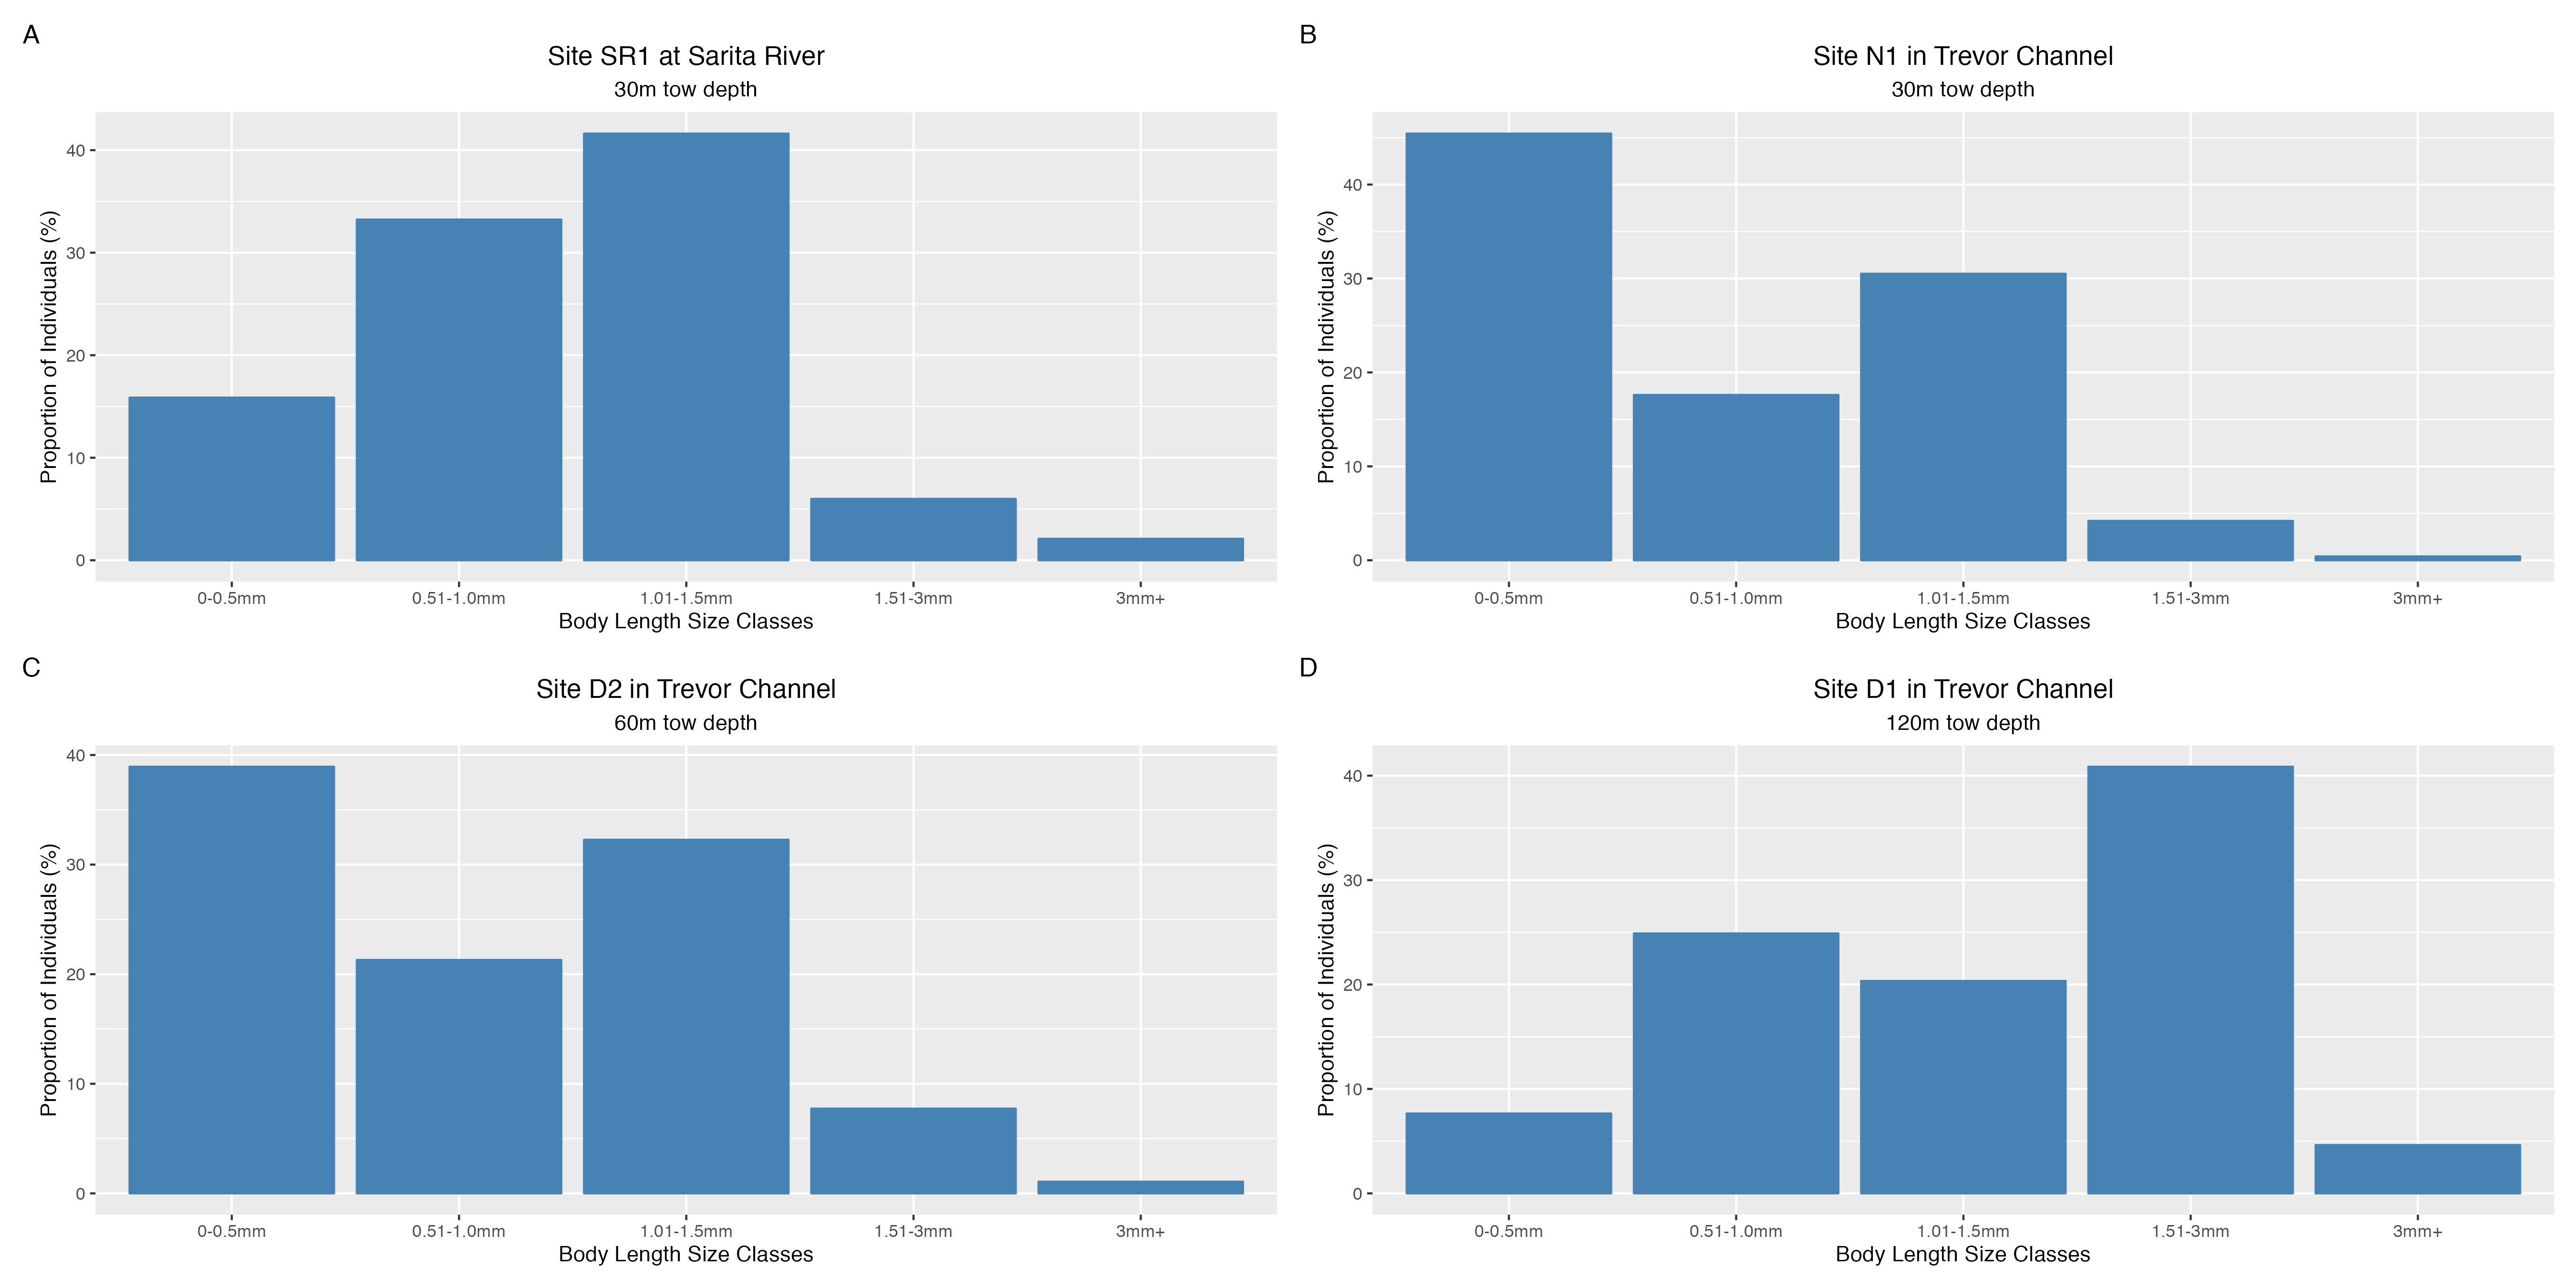 A
Site SR1 at Sarita River
30m tow depth
Proportion of Individuals (%)
40
30
20
10
0
0-0.5mm 0.51-1.0mm 1.01-1.5mm 1.51-3mm 3mm+
Body Length Size Classes
B
Site N1 in Trevor Channel
30m tow depth
Proportion of Individuals (%)
40
30
20
10
0
0-0.5mm 0.51-1.0mm 1.01-1.5mm 1.51-3mm 3mm+
Body Length Size Classes
C
Site D2 in Trevor Channel
60m tow depth
Proportion of Individuals (%)
40
30
20
10
0
0-0.5mm 0.51-1.0mm 1.01-1.5mm 1.51-3mm 3mm+
Body Length Size Classes
D
Site D1 in Trevor Channel
120m tow depth
Proportion of Individuals (%)
40
30
20
10
0
0-0.5mm 0.51-1.0mm 1.01-1.5mm 1.51-3mm 3mm+
Body Length Size Classes